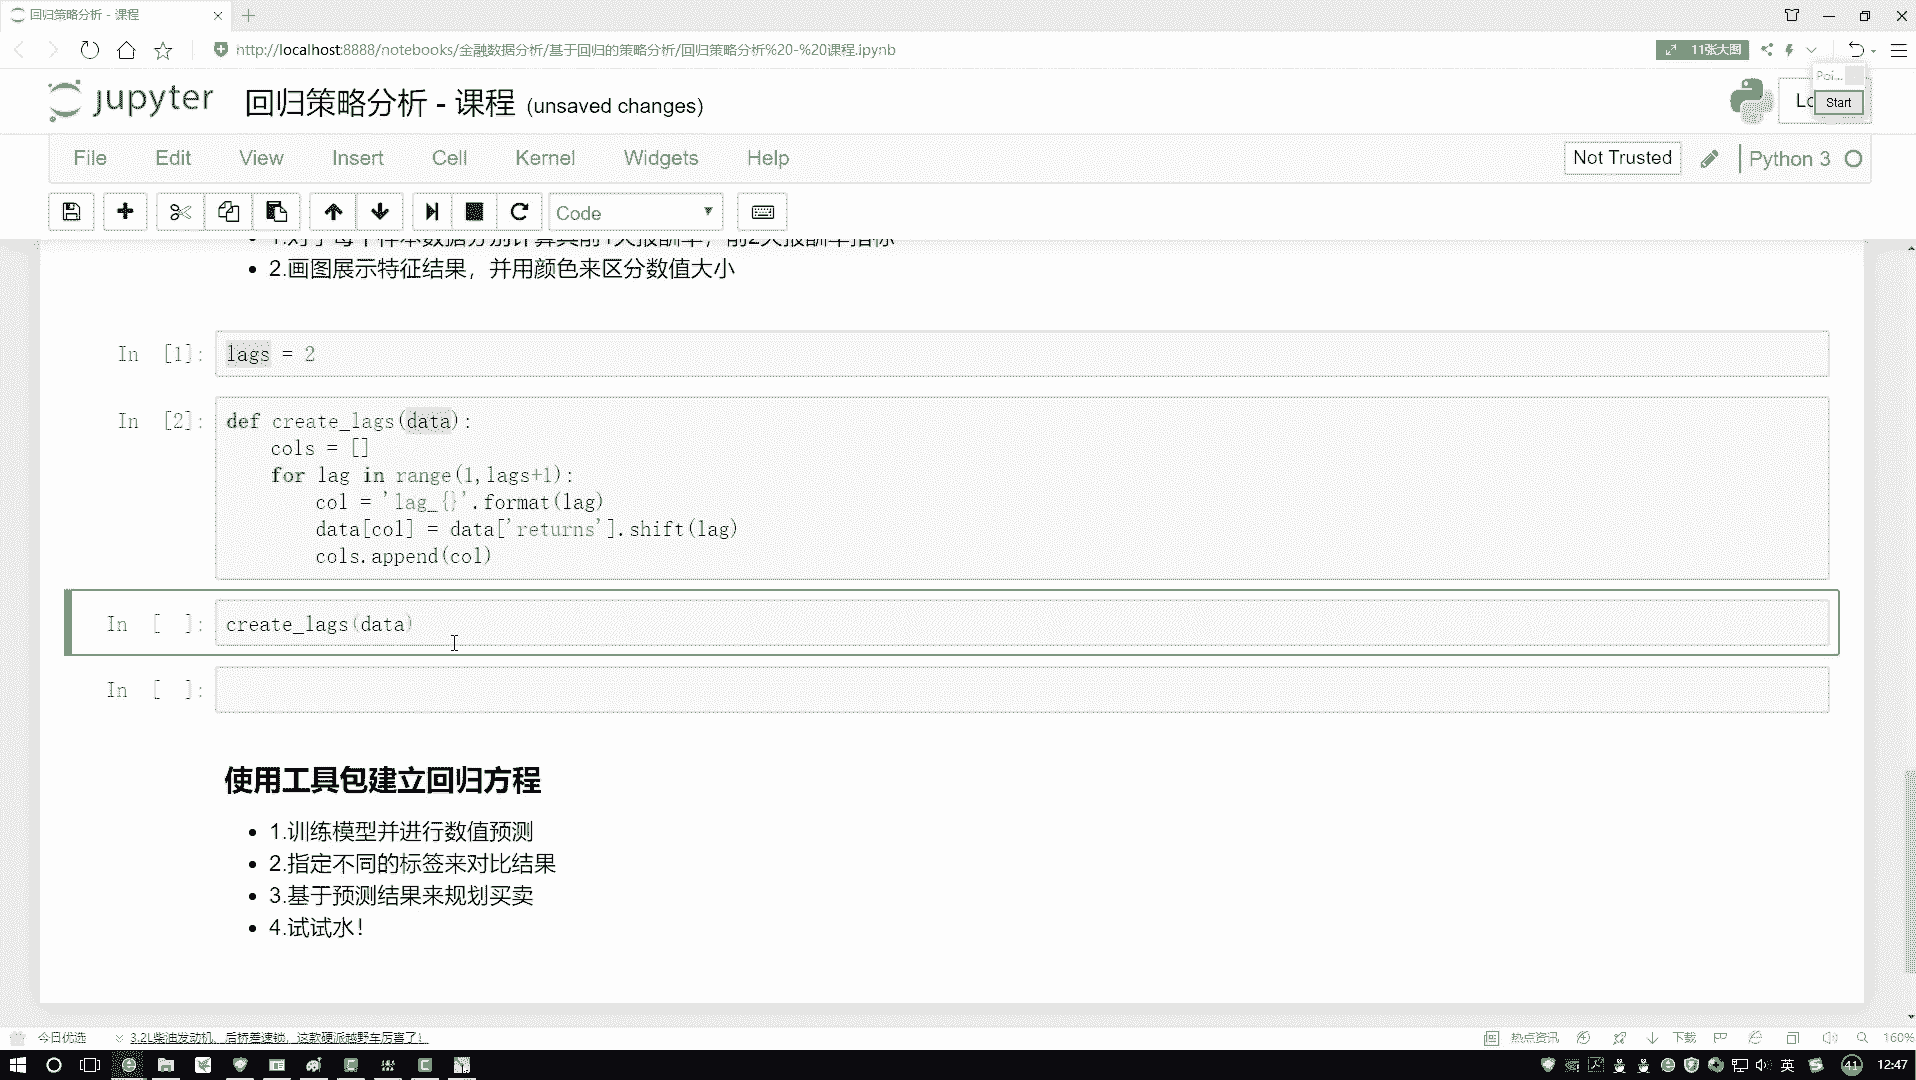 回归策略分析 - 课程
http://localhost:8888/notebooks/金融数据分析/基于回归的策略分析/回归策略分析%20-%20课程.ipynb
11张大图
jupyter 回归策略分析 - 课程 (unsaved changes)
Poi...
Lo
Start
File Edit View Insert Cell Kernel Widgets Help
Not Trusted
Python 3
Code
1.对于每个样本数据分别计算其前1天报酬率，前2天报酬率指标
2.画图展示特征结果，并用颜色来区分数值大小
In [1]: lags = 2
In [2]: def create_lags(data):
cols = []
for lag in range(1,lags+1):
col = 'lag_{}'.format(lag)
data[col] = data['returns'].shift(lag)
cols.append(col)
In [ ]: create_lags(data)
In [ ]:
使用工具包建立回归方程
1.训练模型并进行数值预测
2.指定不同的标签来对比结果
3.基于预测结果来规划买卖
4.试试水！
今日优选
3.2L柴油发动机、后桥差速锁，这款硬派越野车厉害了！
热点资讯
下载
160%
英
41
12:47